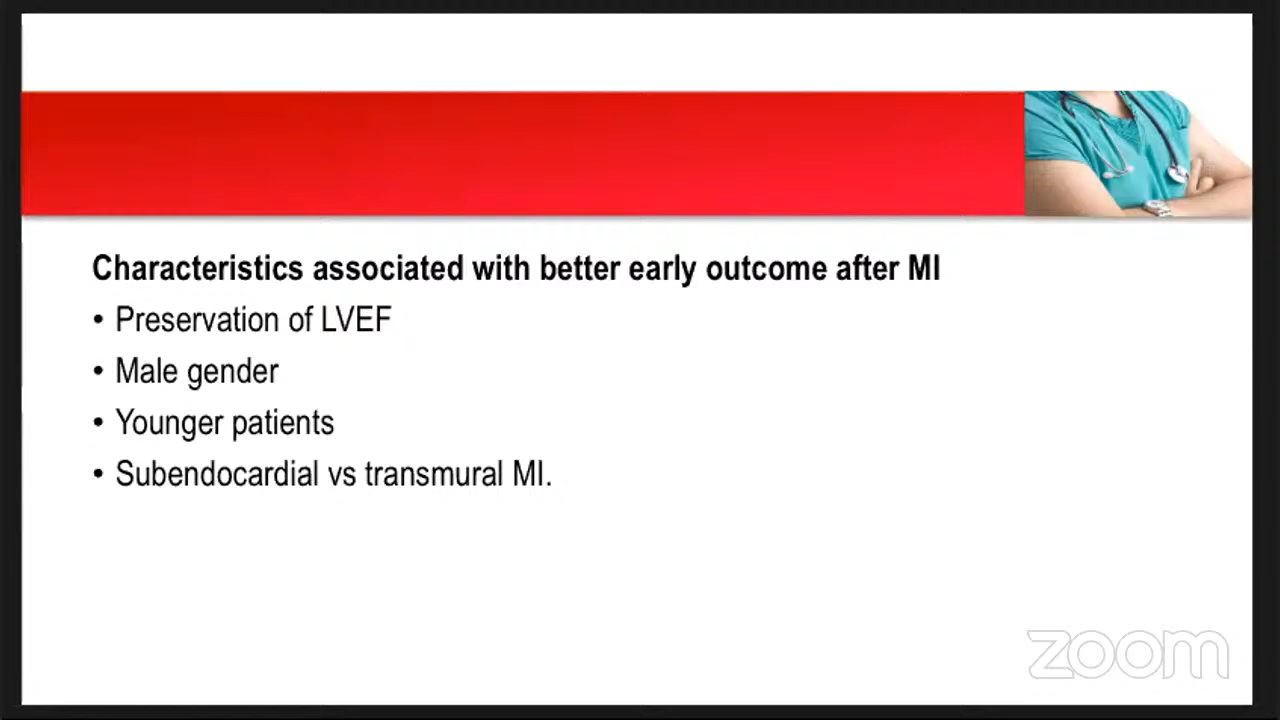 Characteristics associated with better early outcome after MI
• Preservation of LVEF
• Male gender
• Younger patients
• Subendocardial vs transmural MI.
zoom